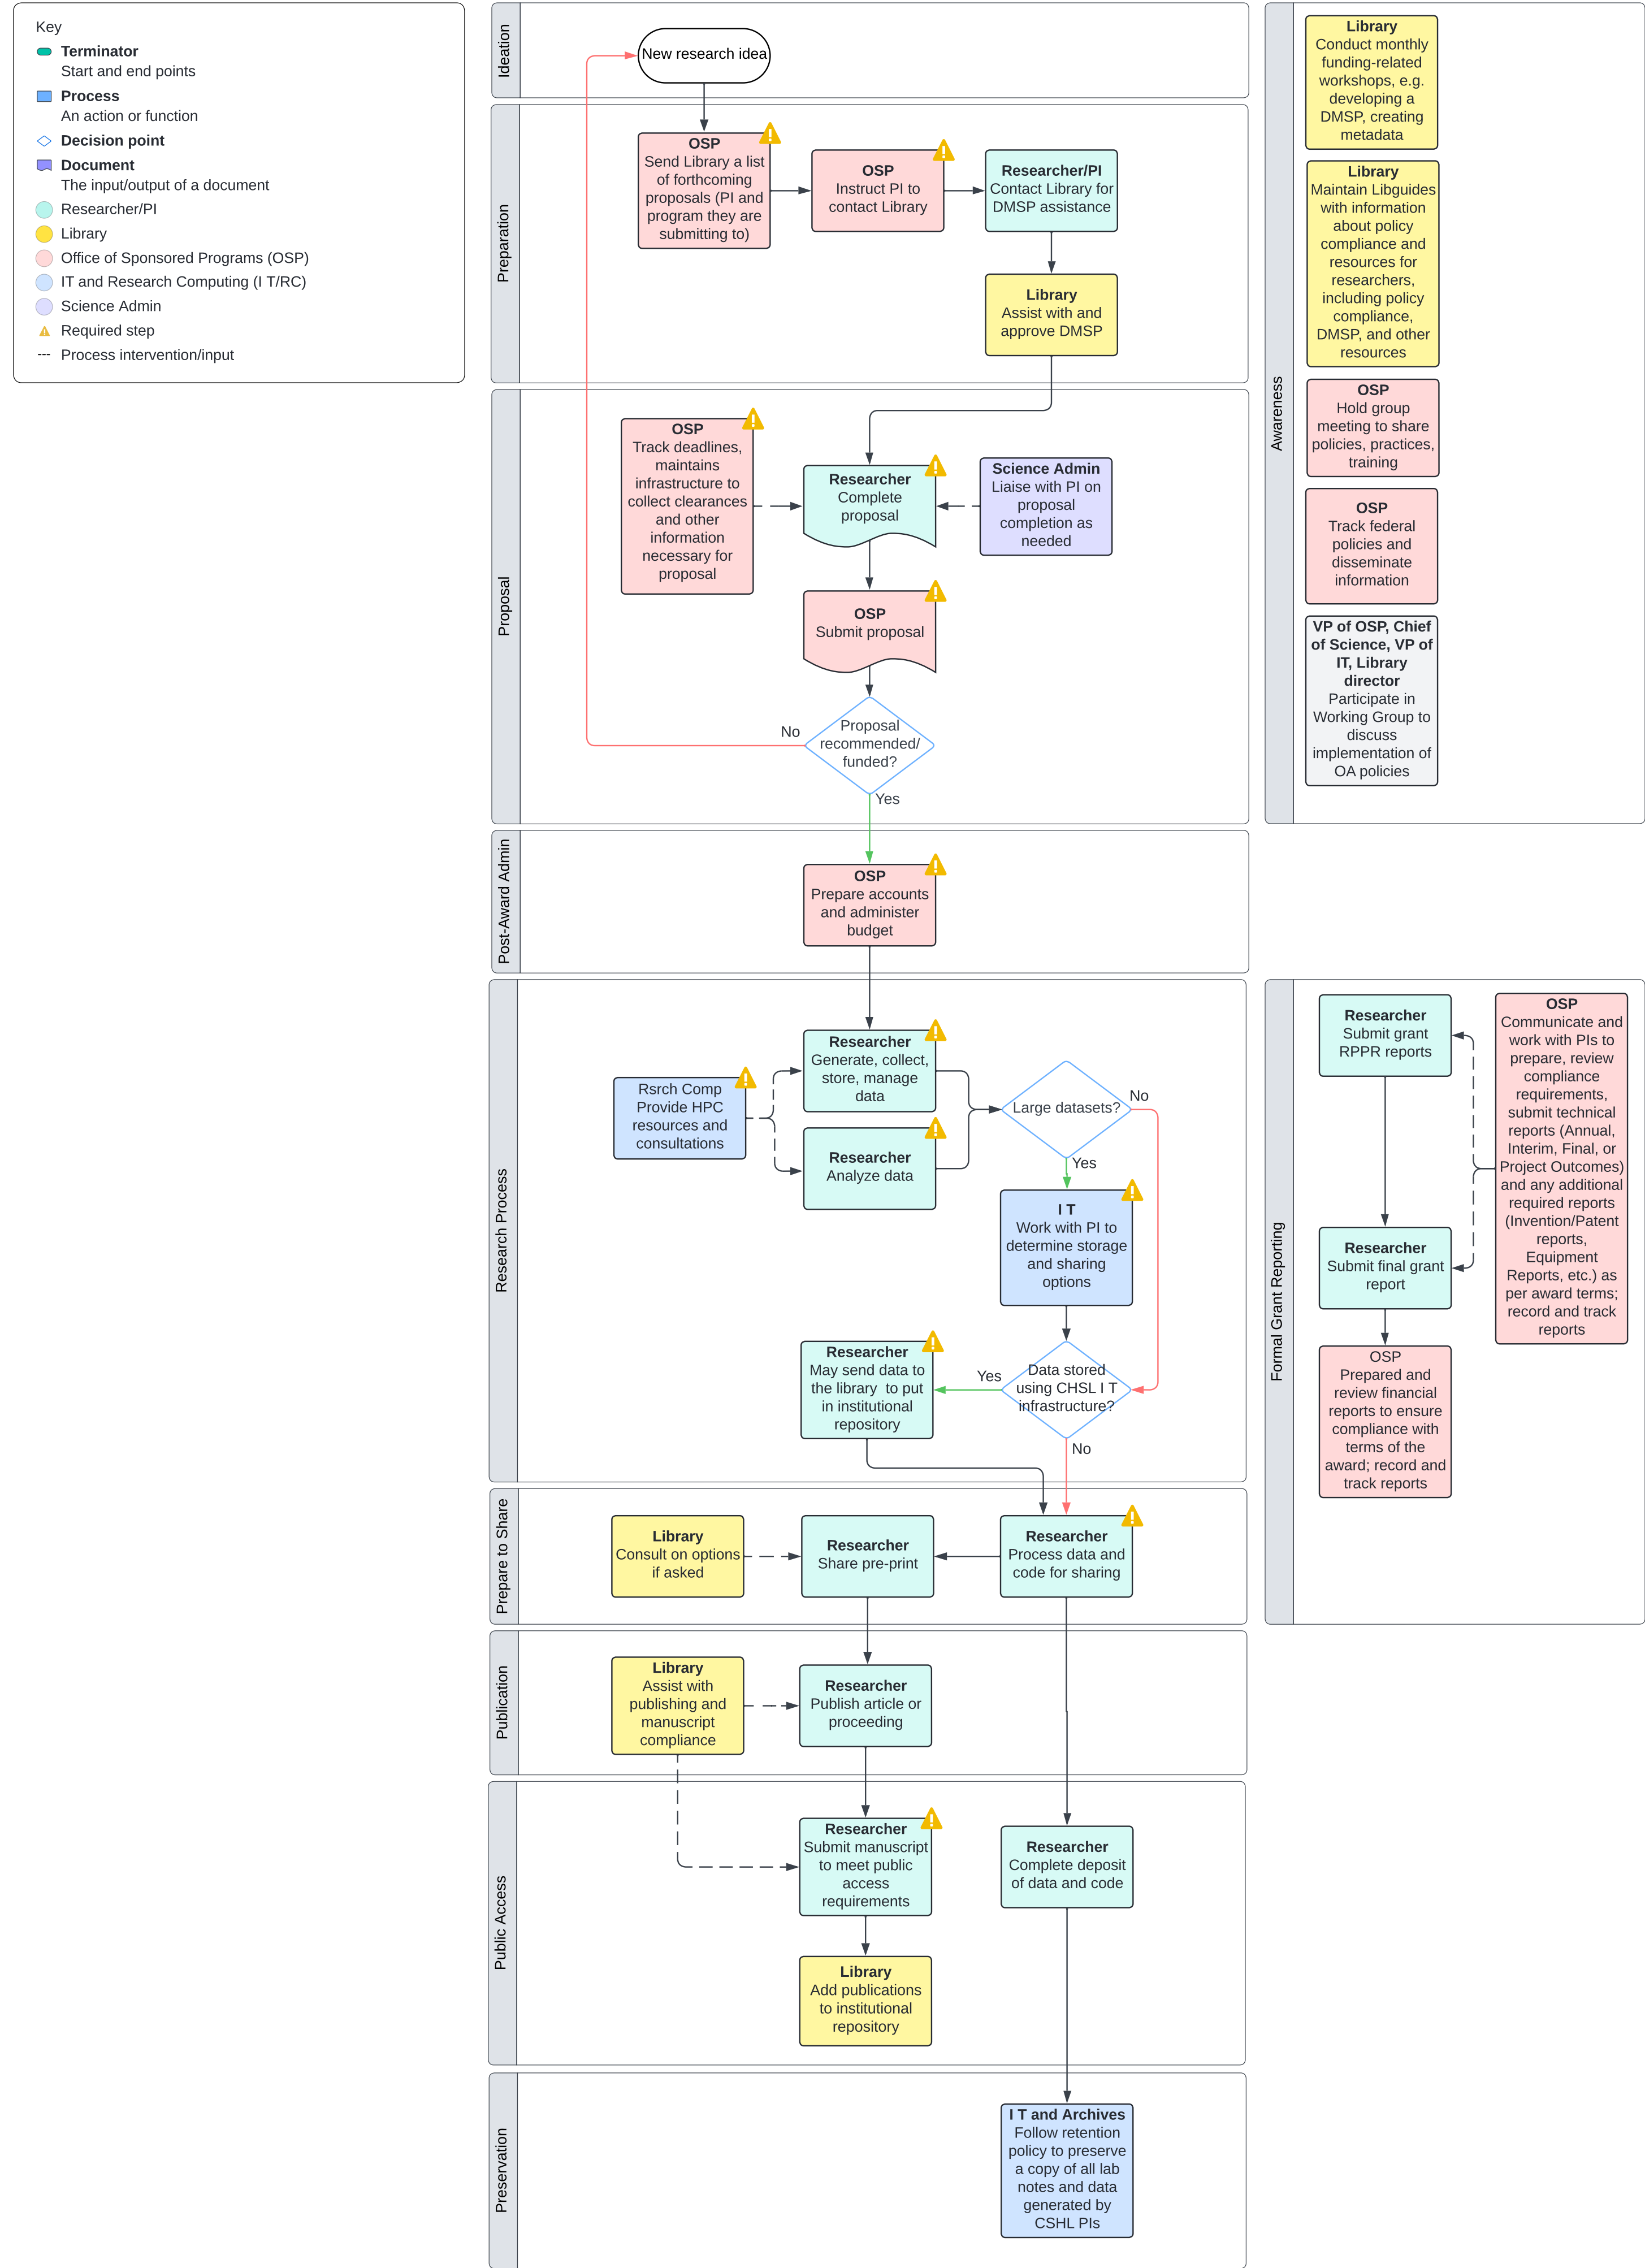 Key
Terminator
Start and end points
Process
An action or function
Decision point
Document
The input/output of a document
Researcher/PI
Library
Office of Sponsored Programs (OSP)
IT and Research Computing (I T/RC)
Science Admin
Required step
Process intervention/input
Ideation
New research idea
Preparation
OSP
Send Library a list
of forthcoming
proposals (PI and
program they are
submitting to)
OSP
Instruct PI to
contact Library
Researcher/PI
Contact Library for
DMSP assistance
Library
Assist with and
approve DMSP
Proposal
OSP
Track deadlines,
maintains
infrastructure to
collect clearances
and other
information
necessary for
proposal
Researcher
Complete
proposal
Science Admin
Liaise with PI on
proposal
completion as
needed
OSP
Submit proposal
Proposal
recommended/
funded?
No
Yes
Post-Award Admin
OSP
Prepare accounts
and administer
budget
Research Process
Rsrch Comp
Provide HPC
resources and
consultations
Researcher
Generate, collect,
store, manage
data
Researcher
Analyze data
Large datasets?
No
Yes
I T
Work with PI to
determine storage
and sharing
options
Data stored
using CHSL I T
infrastructure?
Yes
No
Researcher
May send data to
the library to put
in institutional
repository
Prepare to Share
Library
Consult on options
if asked
Researcher
Share pre-print
Researcher
Process data and
code for sharing
Publication
Library
Assist with
publishing and
manuscript
compliance
Researcher
Publish article or
proceeding
Public Access
Researcher
Submit manuscript
to meet public
access
requirements
Researcher
Complete deposit
of data and code
Library
Add publications
to institutional
repository
Preservation
I T and Archives
Follow retention
policy to preserve
a copy of all lab
notes and data
generated by
CSHL PIs
Awareness
Library
Conduct monthly
funding-related
workshops, e.g.
developing a
DMSP, creating
metadata
Library
Maintain Libguides
with information
about policy
compliance and
resources for
researchers,
including policy
compliance,
DMSP, and other
resources
OSP
Hold group
meeting to share
policies, practices,
training
OSP
Track federal
policies and
disseminate
information
VP of OSP, Chief
of Science, VP of
IT, Library
director
Participate in
Working Group to
discuss
implementation of
OA policies
Formal Grant Reporting
Researcher
Submit grant
RPPR reports
Researcher
Submit final grant
report
OSP
Prepared and
review financial
reports to ensure
compliance with
terms of the
award; record and
track reports
OSP
Communicate and
work with PIs to
prepare, review
compliance
requirements,
submit technical
reports (Annual,
Interim, Final, or
Project Outcomes)
and any additional
required reports
(Invention/Patent
reports,
Equipment
Reports, etc.) as
per award terms;
record and track
reports